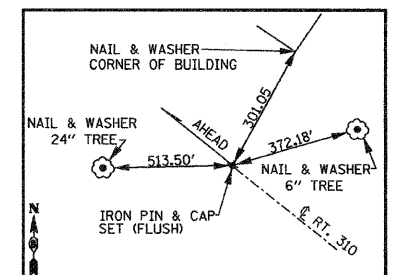 NAIL & WASHER
CORNER OF BUILDING
301.05
NAIL & WASHER
24" TREE
AHEAD
513.50'
372.18'
NAIL & WASHER
6" TREE
IRON PIN & CAP
SET (FLUSH)
℄ RT. 310
N